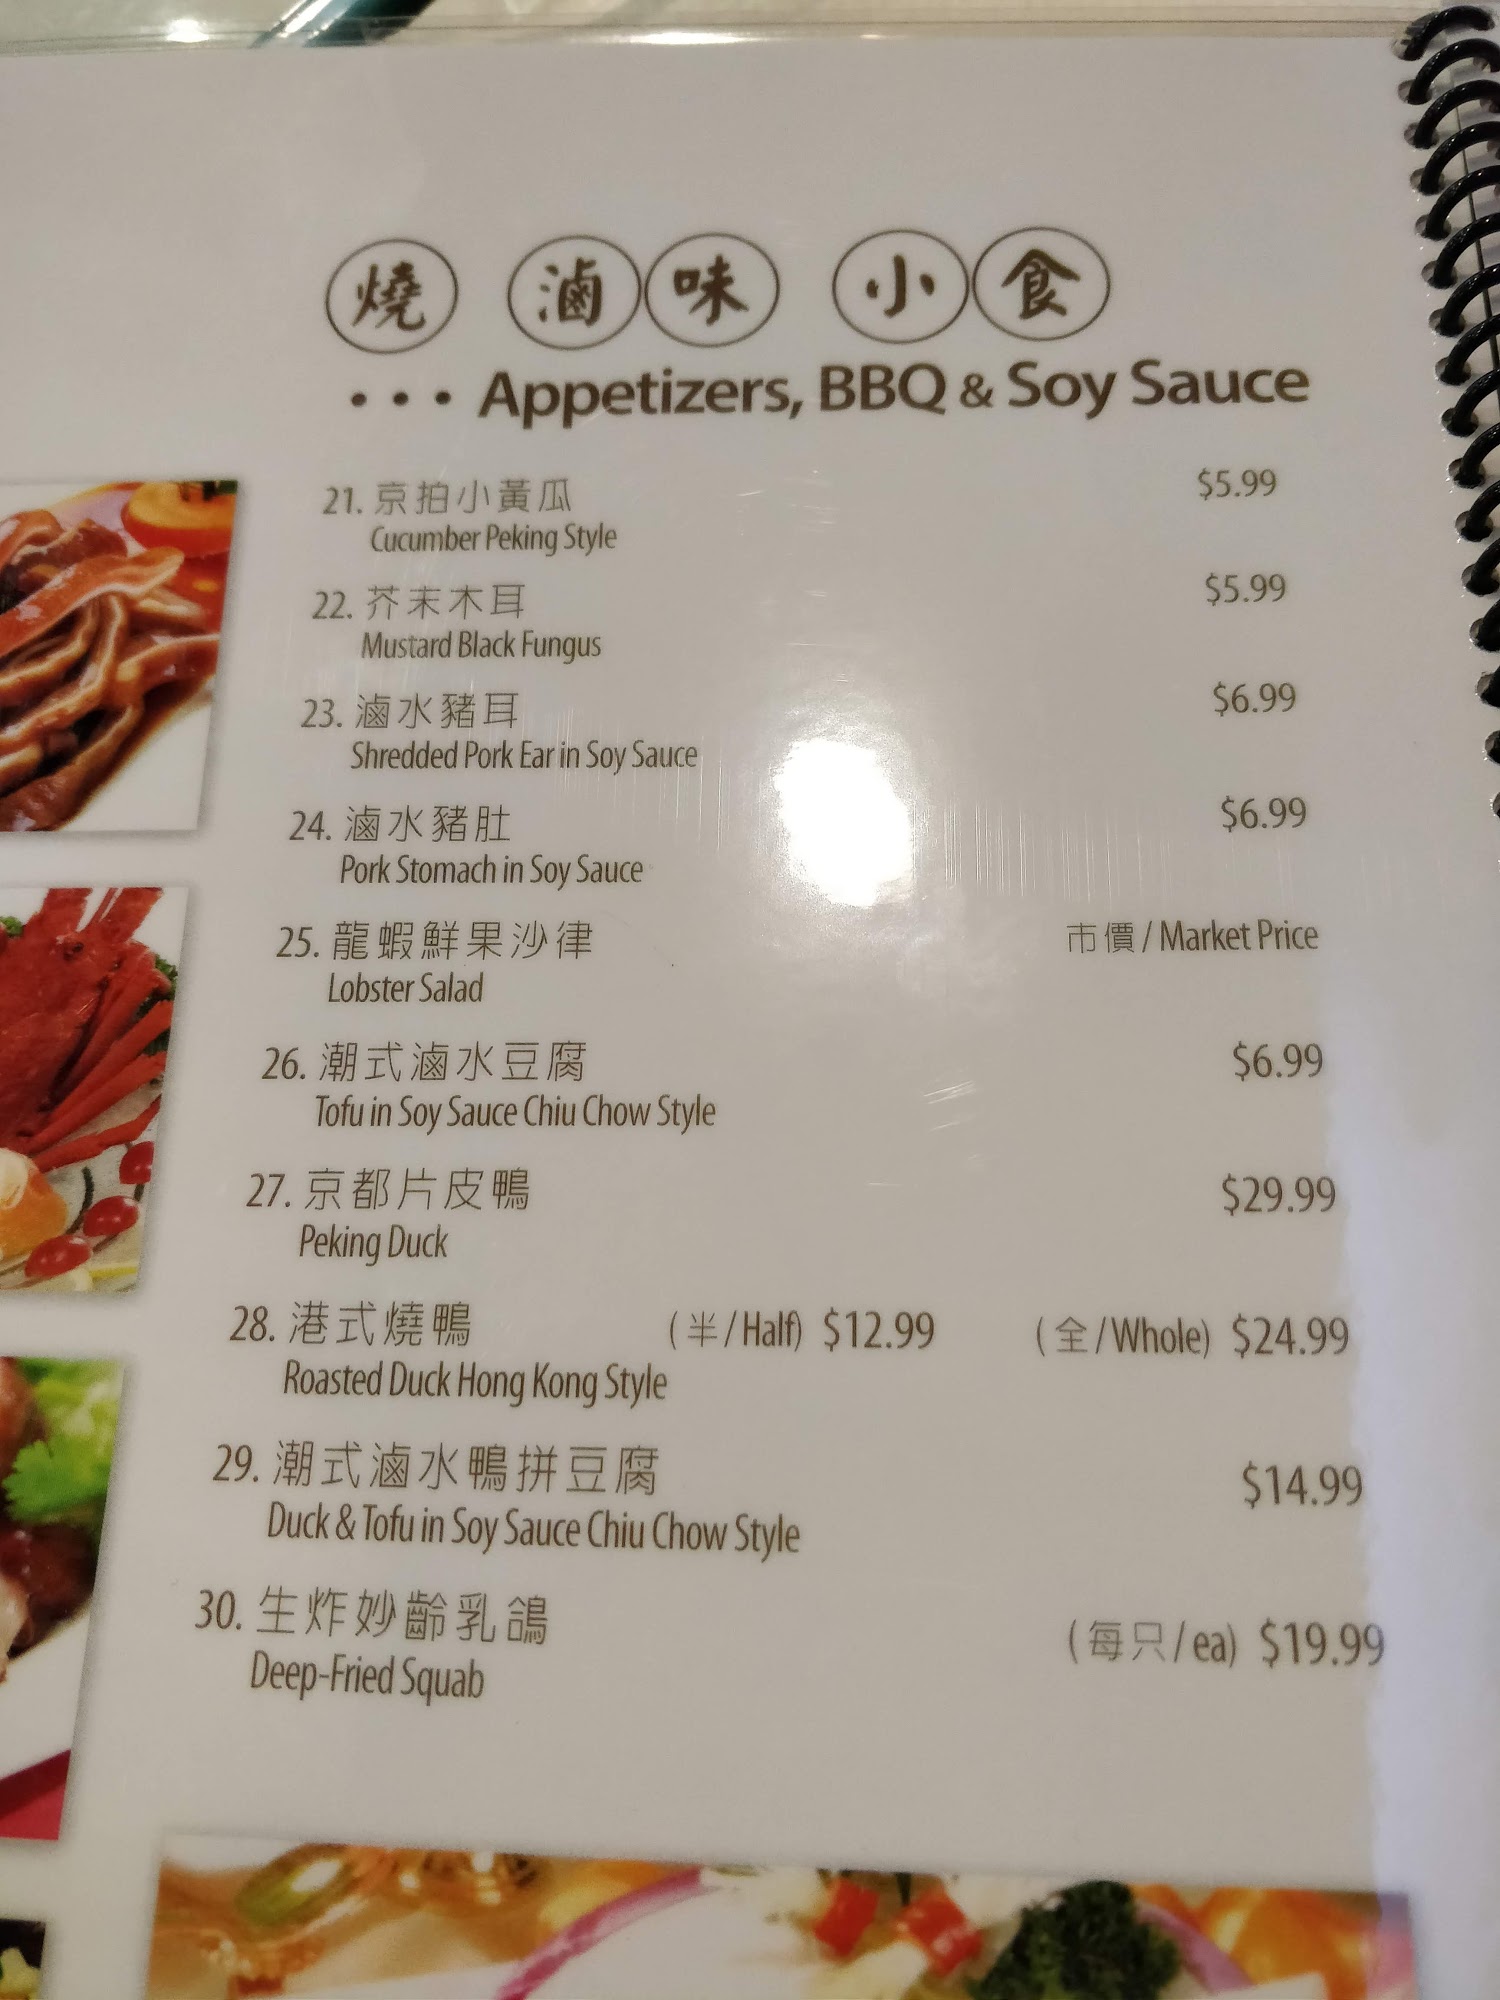 燒 滷味 小食
• • • Appetizers, BBQ & Soy Sauce
21. 京拍小黃瓜 $5.99
Cucumber Peking Style
22. 芥末木耳 $5.99
Mustard Black Fungus
23. 滷水豬耳 $6.99
Shredded Pork Ear in Soy Sauce
24. 滷水豬肚 $6.99
Pork Stomach in Soy Sauce
25. 龍蝦鮮果沙律 市價 / Market Price
Lobster Salad
26. 潮式滷水豆腐 $6.99
Tofu in Soy Sauce Chiu Chow Style
27. 京都片皮鴨 $29.99
Peking Duck
28. 港式燒鴨 (半/Half) $12.99 (全/Whole) $24.99
Roasted Duck Hong Kong Style
29. 潮式滷水鴨拼豆腐 $14.99
Duck & Tofu in Soy Sauce Chiu Chow Style
30. 生炸妙齡乳鴿 (每只/ea) $19.99
Deep-Fried Squab